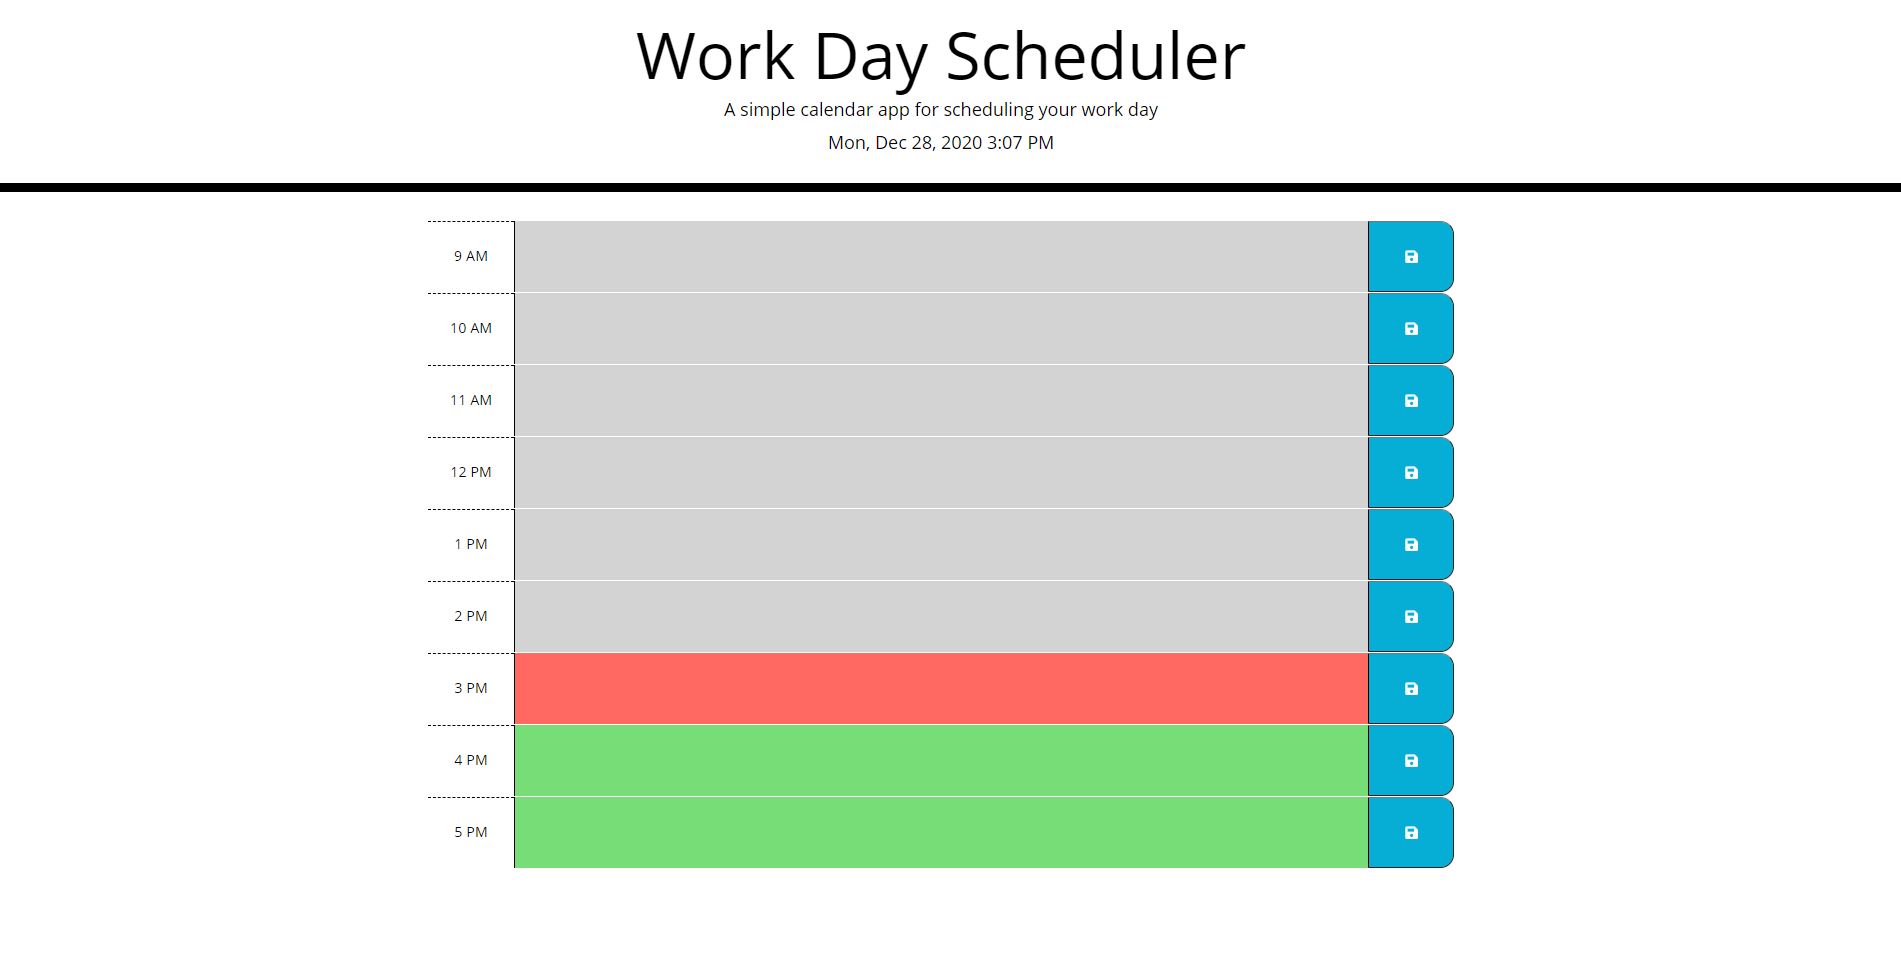 Work Day Scheduler
A simple calendar app for scheduling your work day
Mon, Dec 28, 2020 3:07 PM
9 AM
10 AM
11 AM
12 PM
1 PM
2 PM
3 PM
4 PM
5 PM